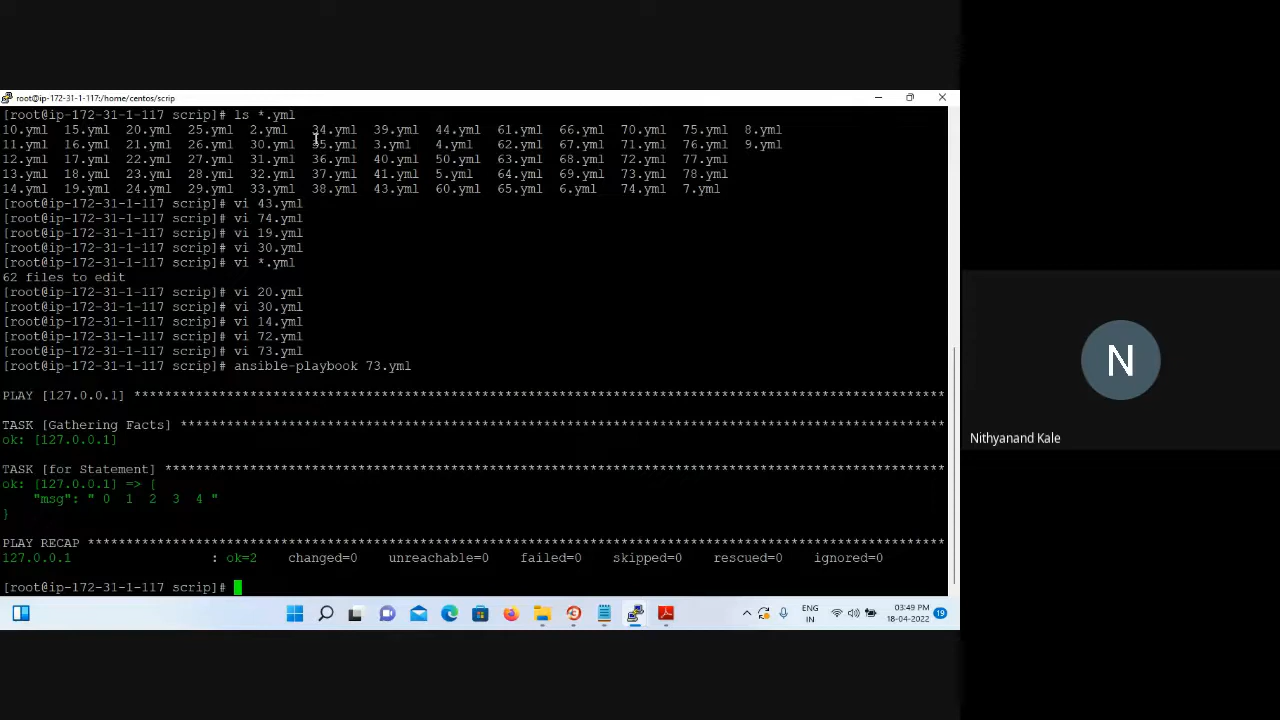 root@ip-172-31-1-117:/home/centos/scrip
[root@ip-172-31-1-117 scrip]# ls *.yml
10.yml 15.yml 20.yml 25.yml 2.yml 34.yml 39.yml 44.yml 61.yml 66.yml 70.yml 75.yml 8.yml
11.yml 16.yml 21.yml 26.yml 30.yml 35.yml 3.yml 4.yml 62.yml 67.yml 71.yml 76.yml 9.yml
12.yml 17.yml 22.yml 27.yml 31.yml 36.yml 40.yml 50.yml 63.yml 68.yml 72.yml 77.yml
13.yml 18.yml 23.yml 28.yml 32.yml 37.yml 41.yml 5.yml 64.yml 69.yml 73.yml 78.yml
14.yml 19.yml 24.yml 29.yml 33.yml 38.yml 43.yml 60.yml 65.yml 6.yml 74.yml 7.yml
[root@ip-172-31-1-117 scrip]# vi 43.yml
[root@ip-172-31-1-117 scrip]# vi 74.yml
[root@ip-172-31-1-117 scrip]# vi 19.yml
[root@ip-172-31-1-117 scrip]# vi 30.yml
[root@ip-172-31-1-117 scrip]# vi *.yml
62 files to edit
[root@ip-172-31-1-117 scrip]# vi 20.yml
[root@ip-172-31-1-117 scrip]# vi 30.yml
[root@ip-172-31-1-117 scrip]# vi 14.yml
[root@ip-172-31-1-117 scrip]# vi 72.yml
[root@ip-172-31-1-117 scrip]# vi 73.yml
[root@ip-172-31-1-117 scrip]# ansible-playbook 73.yml
PLAY [127.0.0.1] *******************************************************************************************************
TASK [Gathering Facts] *************************************************************************************************
ok: [127.0.0.1]
TASK [for Statement] ***************************************************************************************************
ok: [127.0.0.1] => [
"msg": " 0 1 2 3 4 "
}
PLAY RECAP *************************************************************************************************************
127.0.0.1 : ok=2 changed=0 unreachable=0 failed=0 skipped=0 rescued=0 ignored=0
[root@ip-172-31-1-117 scrip]#
ENG
IN
03:49 PM
18-04-2022
19
N
Nithyanand Kale